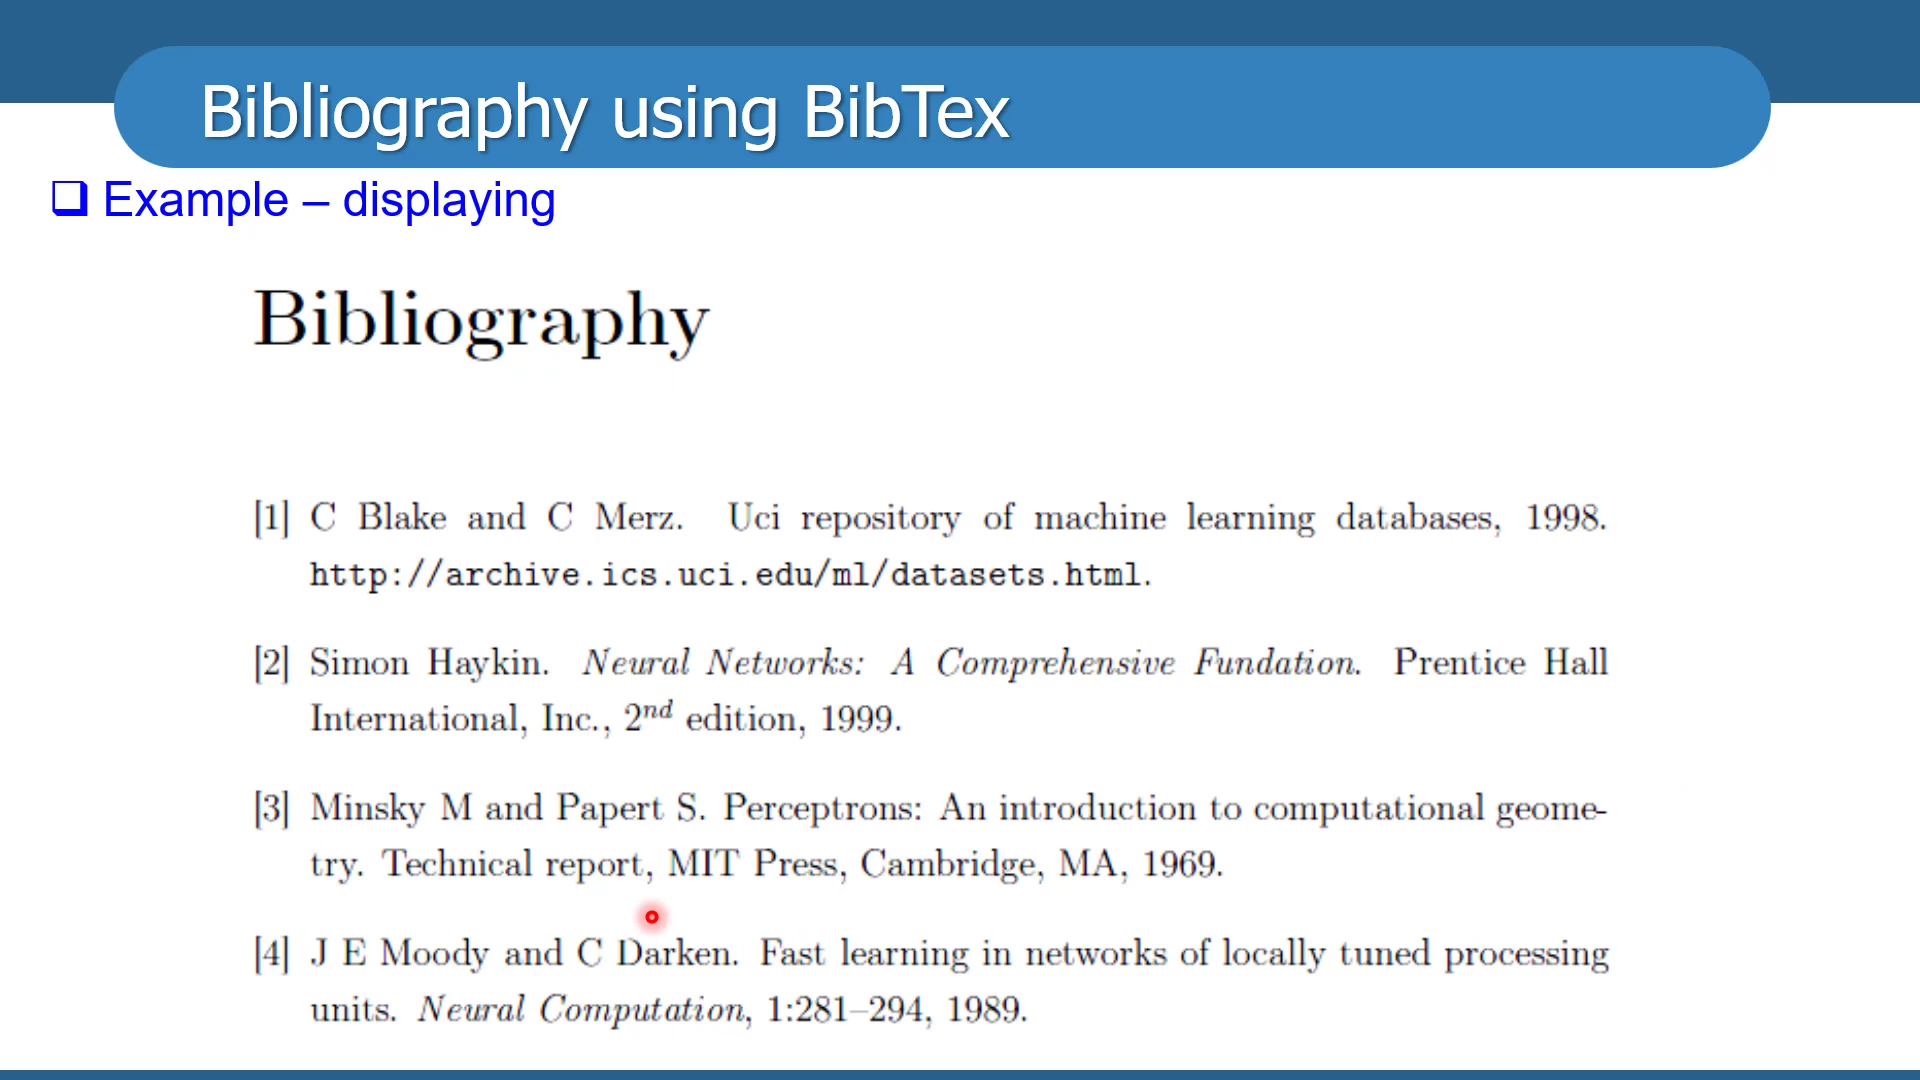 Bibliography using BibTex
Example – displaying
Bibliography
[1] C Blake and C Merz. Uci repository of machine learning databases, 1998.
http://archive.ics.uci.edu/ml/datasets.html.
[2] Simon Haykin. Neural Networks: A Comprehensive Fundation. Prentice Hall
International, Inc., 2nd edition, 1999.
[3] Minsky M and Papert S. Perceptrons: An introduction to computational geome-
try. Technical report, MIT Press, Cambridge, MA, 1969.
[4] J E Moody and C Darken. Fast learning in networks of locally tuned processing
units. Neural Computation, 1:281–294, 1989.